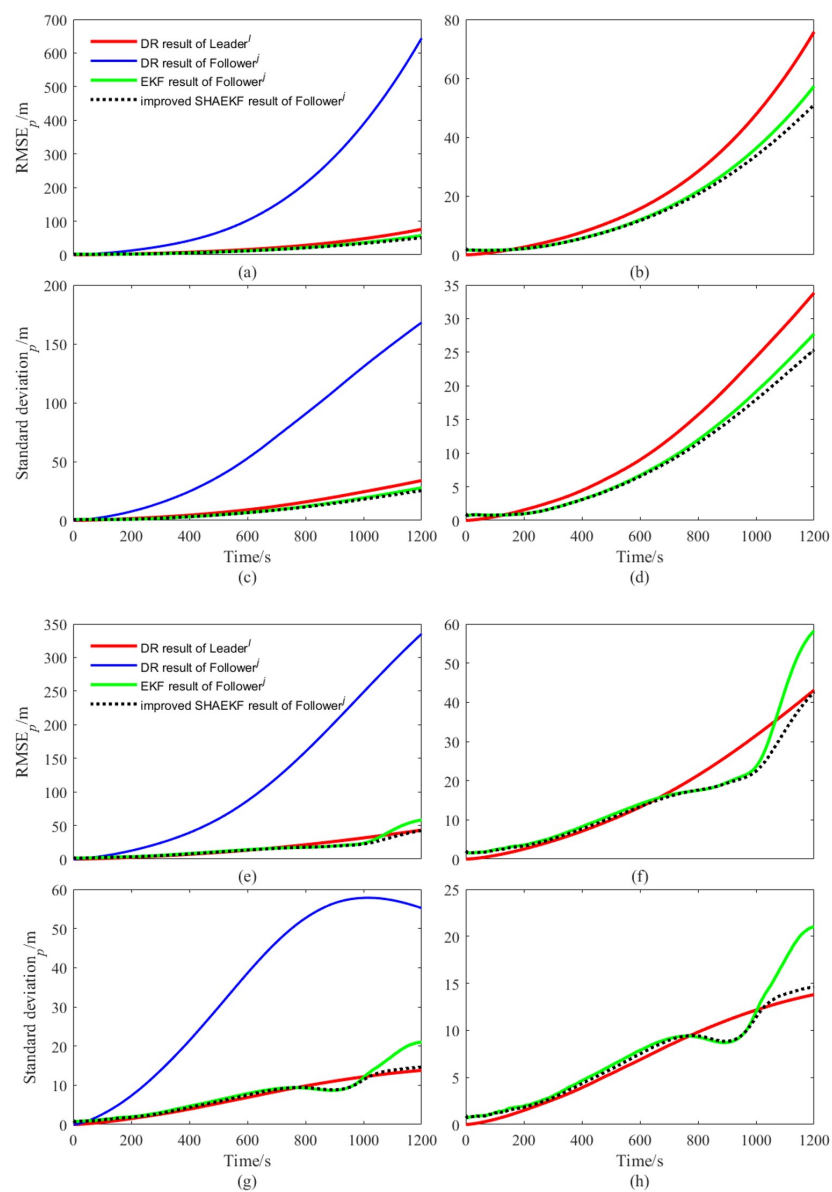 700
600
500
400
300
200
100
0
RMSE_p/m
DR result of Leader^l
DR result of Follower^j
EKF result of Follower^j
improved SHAEKF result of Follower^j
(a)
80
60
40
20
0
(b)
200
150
100
50
0
Standard deviation_p/m
0 200 400 600 800 1000 1200
Time/s
(c)
35
30
25
20
15
10
5
0
0 200 400 600 800 1000 1200
Time/s
(d)
350
300
250
200
150
100
50
0
RMSE_p/m
DR result of Leader^l
DR result of Follower^j
EKF result of Follower^j
improved SHAEKF result of Follower^j
(e)
60
50
40
30
20
10
0
(f)
60
50
40
30
20
10
0
Standard deviation_p/m
0 200 400 600 800 1000 1200
Time/s
(g)
25
20
15
10
5
0
0 200 400 600 800 1000 1200
Time/s
(h)